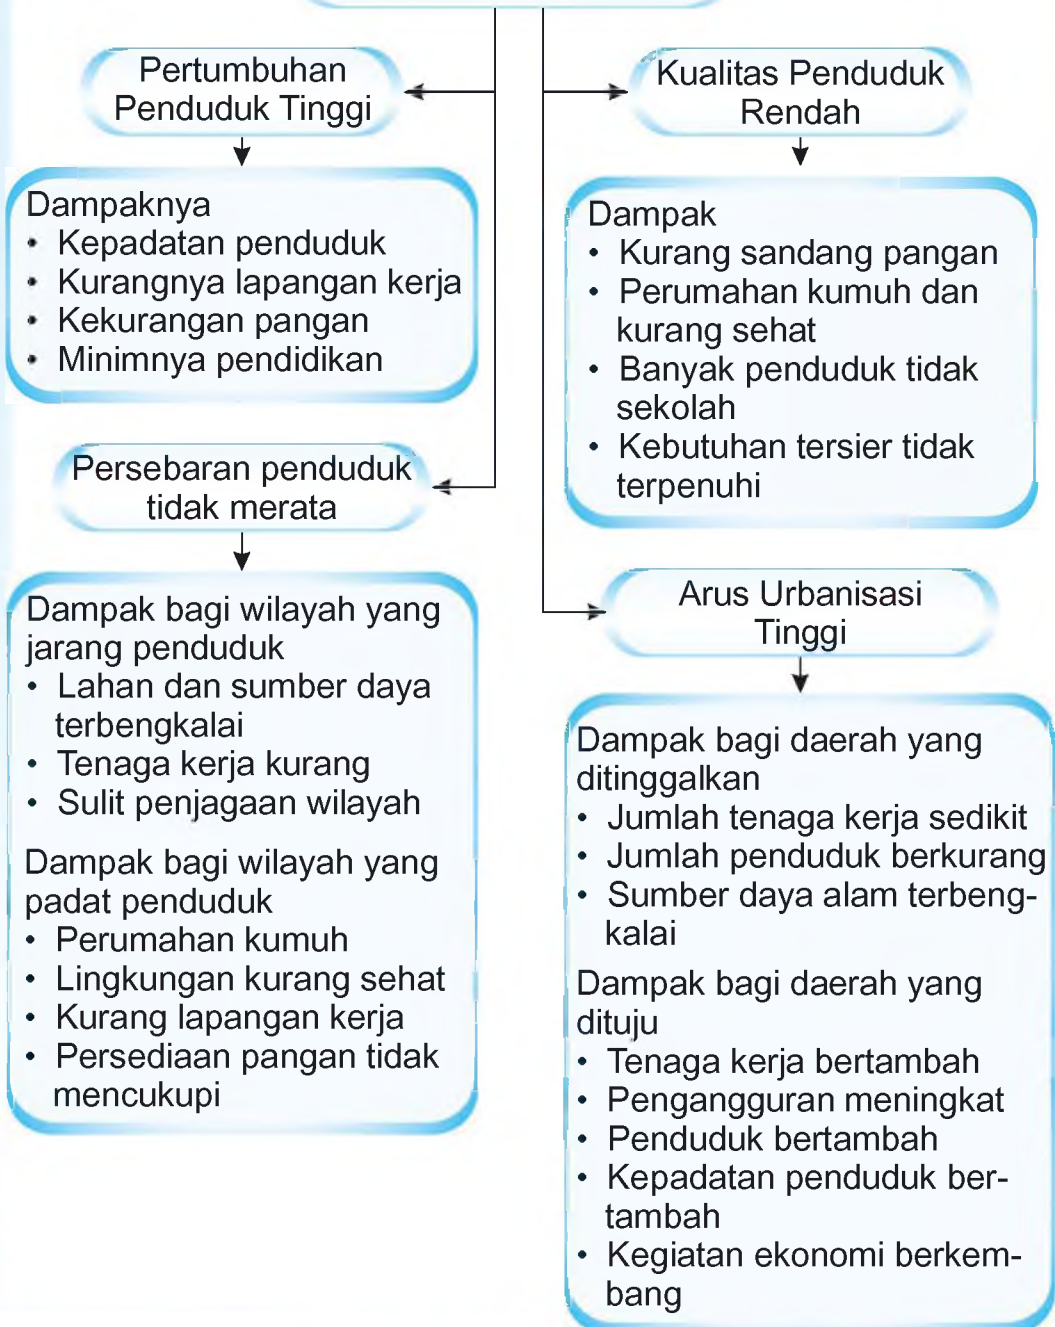 Pertumbuhan
Penduduk Tinggi
Dampaknya
• Kepadatan penduduk
• Kurangnya lapangan kerja
• Kekurangan pangan
• Minimnya pendidikan
Persebaran penduduk
tidak merata
Dampak bagi wilayah yang
jarang penduduk
• Lahan dan sumber daya
terbengkalai
• Tenaga kerja kurang
• Sulit penjagaan wilayah
Dampak bagi wilayah yang
padat penduduk
• Perumahan kumuh
• Lingkungan kurang sehat
• Kurang lapangan kerja
• Persediaan pangan tidak
mencukupi
Kualitas Penduduk
Rendah
Dampak
• Kurang sandang pangan
• Perumahan kumuh dan
kurang sehat
• Banyak penduduk tidak
sekolah
• Kebutuhan tersier tidak
terpenuhi
Arus Urbanisasi
Tinggi
Dampak bagi daerah yang
ditinggalkan
• Jumlah tenaga kerja sedikit
• Jumlah penduduk berkurang
• Sumber daya alam terbeng-
kalai
Dampak bagi daerah yang
dituju
• Tenaga kerja bertambah
• Pengangguran meningkat
• Penduduk bertambah
• Kepadatan penduduk ber-
tambah
• Kegiatan ekonomi berkem-
bang